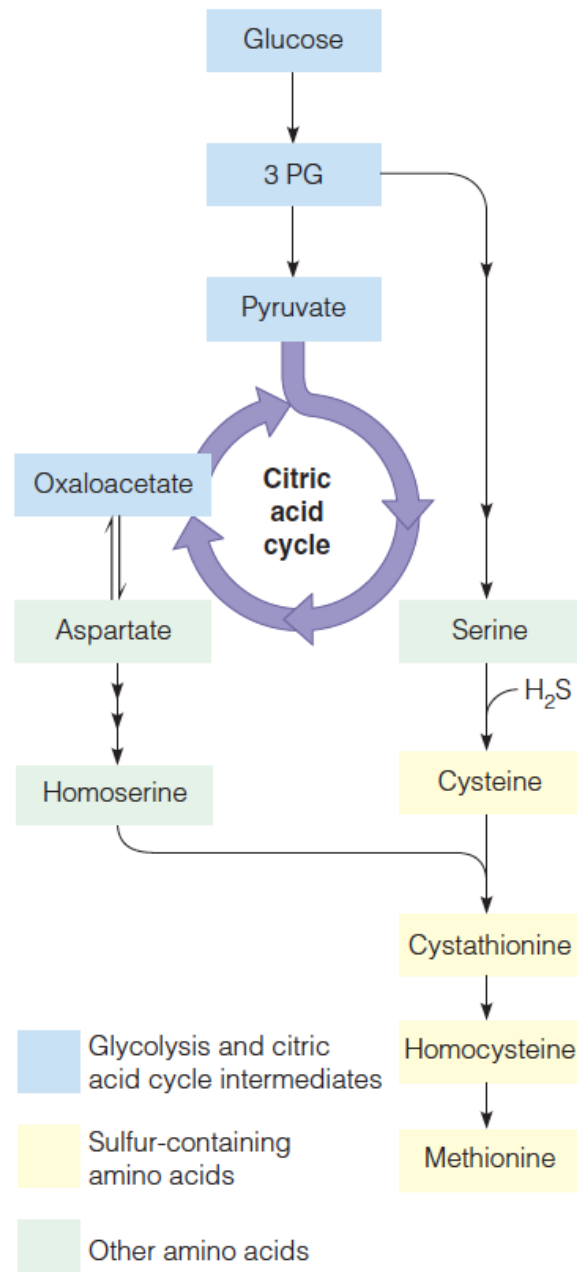 Glucose
3 PG
Pyruvate
Oxaloacetate
Citric
acid
cycle
Aspartate
Serine
H₂S
Homoserine
Cysteine
Cystathionine
Homocysteine
Methionine
Glycolysis and citric
acid cycle intermediates
Sulfur-containing
amino acids
Other amino acids